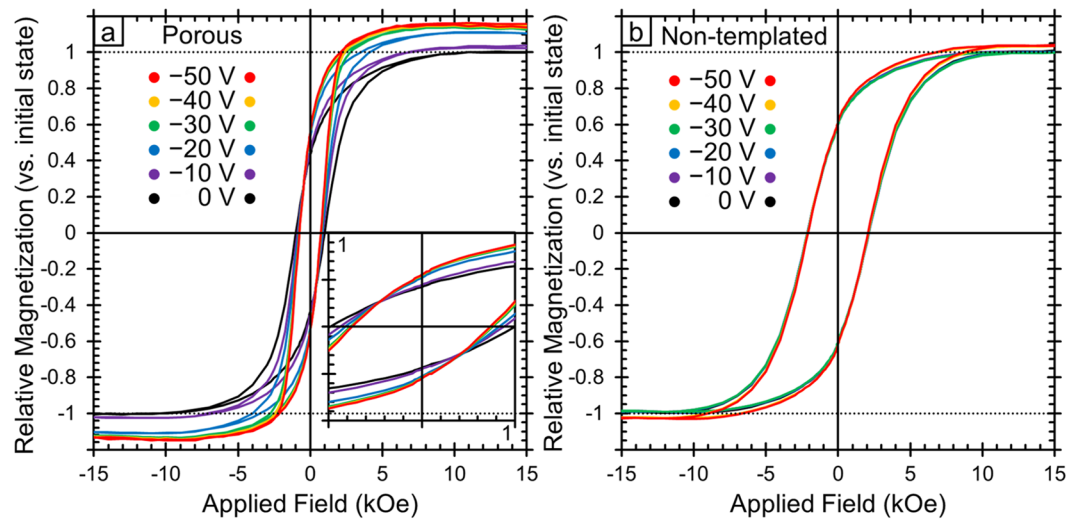 a
Porous
−50 V
−40 V
−30 V
−20 V
−10 V
0 V
Relative Magnetization (vs. initial state)
1
0.8
0.6
0.4
0.2
0
-0.2
-0.4
-0.6
-0.8
-1
-15
-10
-5
0
5
10
15
Applied Field (kOe)
1
1
b
Non-templated
−50 V
−40 V
−30 V
−20 V
−10 V
0 V
Relative Magnetization (vs. initial state)
1
0.8
0.6
0.4
0.2
0
-0.2
-0.4
-0.6
-0.8
-1
-15
-10
-5
0
5
10
15
Applied Field (kOe)